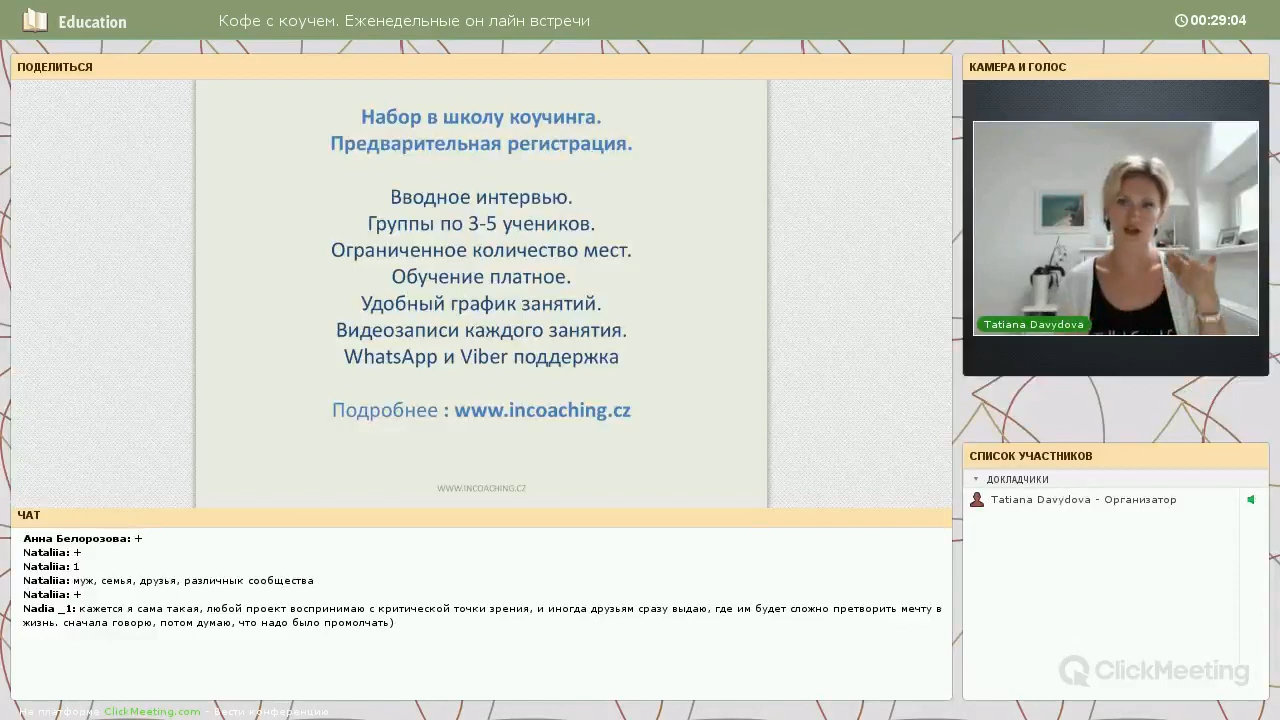 Education
Кофе с коучем. Еженедельные он лайн встречи
00:29:04
ПОДЕЛИТЬСЯ
Набор в школу коучинга.
Предварительная регистрация.
Вводное интервью.
Группы по 3-5 учеников.
Ограниченное количество мест.
Обучение платное.
Удобный график занятий.
Видеозаписи каждого занятия.
WhatsApp и Viber поддержка
Подробнее : www.incoaching.cz
WWW.INCOACHING.CZ
КАМЕРА И ГОЛОС
Tatiana Davydova
СПИСОК УЧАСТНИКОВ
ДОКЛАДЧИКИ
Tatiana Davydova - Организатор
ЧАТ
Анна Белорозова: +
Nataliia: +
Nataliia: 1
Nataliia: муж, семья, друзья, различнык сообщества
Nataliia: +
Nadia _1: кажется я сама такая, любой проект воспринимаю с критической точки зрения, и иногда друзьям сразу выдаю, где им будет сложно претворить мечту в
жизнь. сначала говорю, потом думаю, что надо было промолчать)
ClickMeeting
На платформе ClickMeeting.com - Вести конференцию